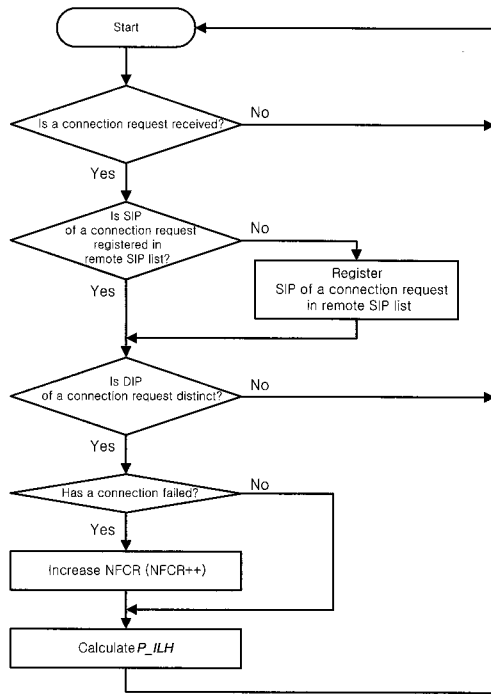 Start
Is a connection request received?
No
Yes
Is SIP
of a connection request
registered in
remote SIP list?
No
Yes
Register
SIP of a connection request
in remote SIP list
Is DIP
of a connection request distinct?
No
Yes
Has a connection failed?
No
Yes
Increase NFCR (NFCR++)
Calculate P_ILH